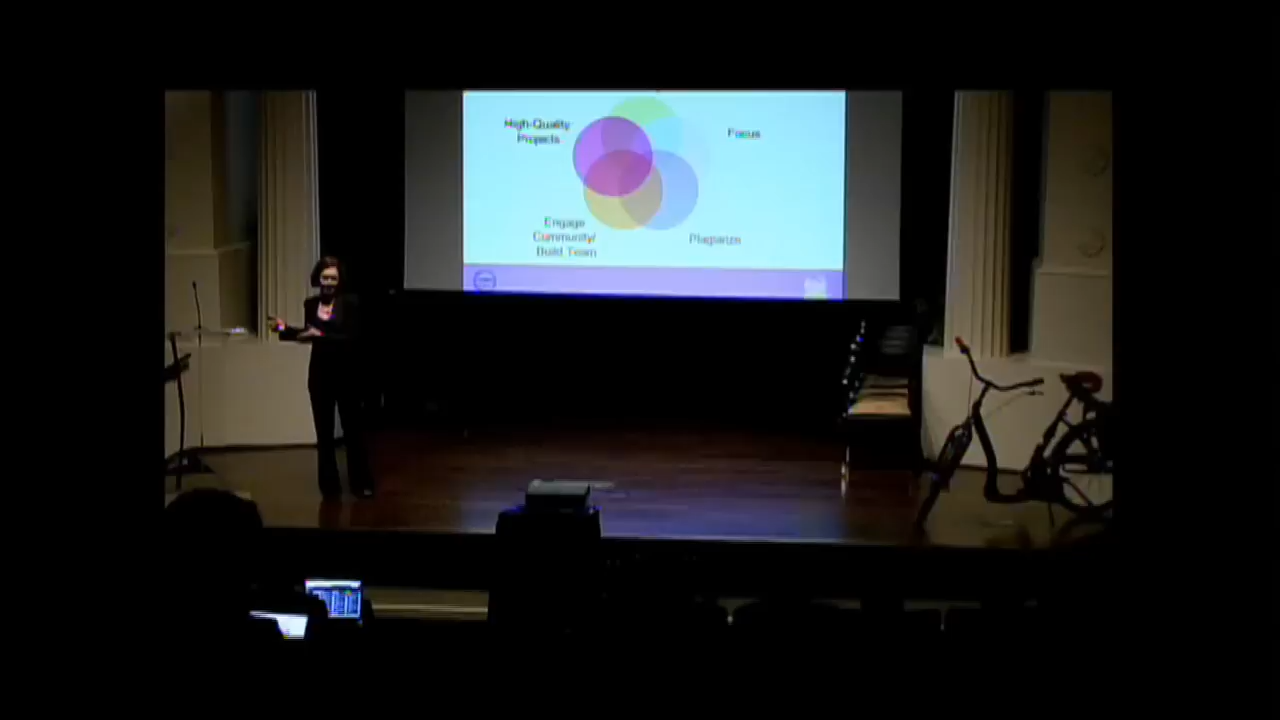 High-Quality
Projects
Focus
Engage
Community/
Build Team
Plagiarize